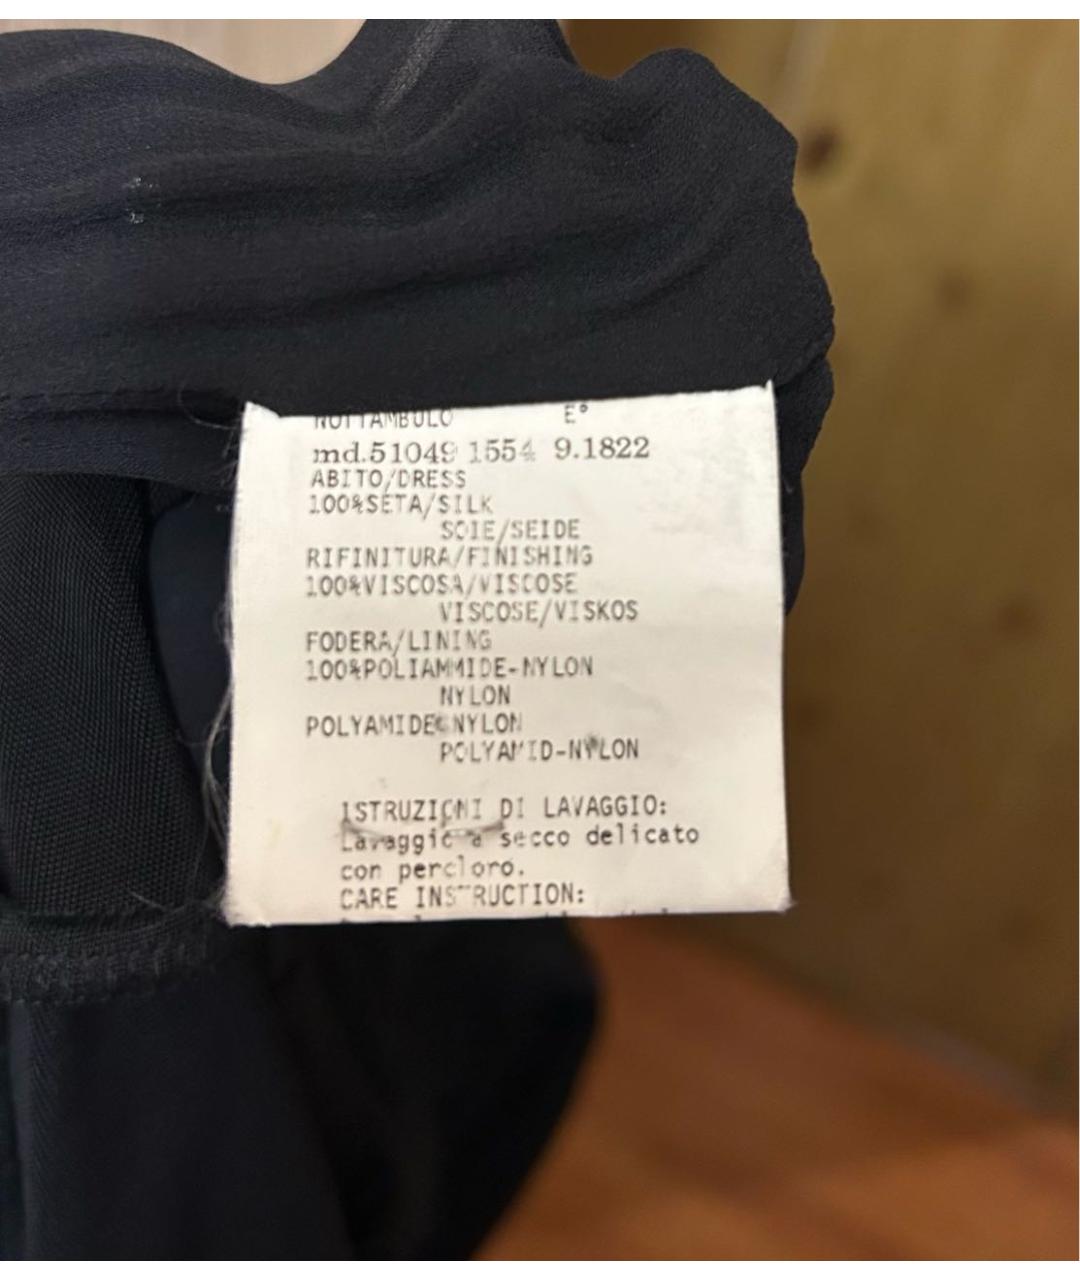 NOTTAMBULO E°
md.51049 1554 9.1822
ABITO/DRESS
100%SETA/SILK
SOIE/SEIDE
RIFINITURA/FINISHING
100%VISCOSA/VISCOSE
VISCOSE/VISKOS
FODERA/LINING
100%POLIAMMIDE-NYLON
NYLON
POLYAMIDE-NYLON
POLYAMID-NYLON
ISTRUZIONI DI LAVAGGIO:
Lavaggio a secco delicato
con percloro.
CARE INSTRUCTION: